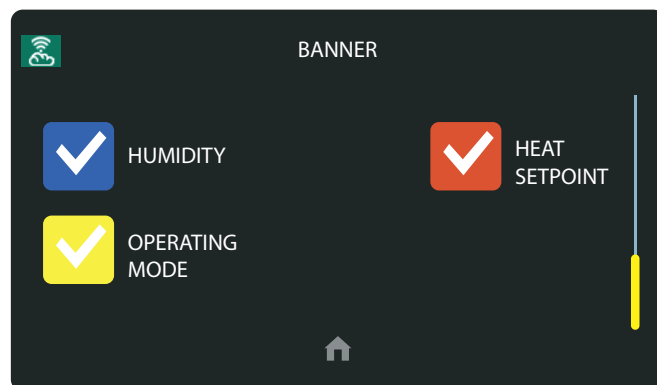 BANNER
HUMIDITY
HEAT
SETPOINT
OPERATING
MODE